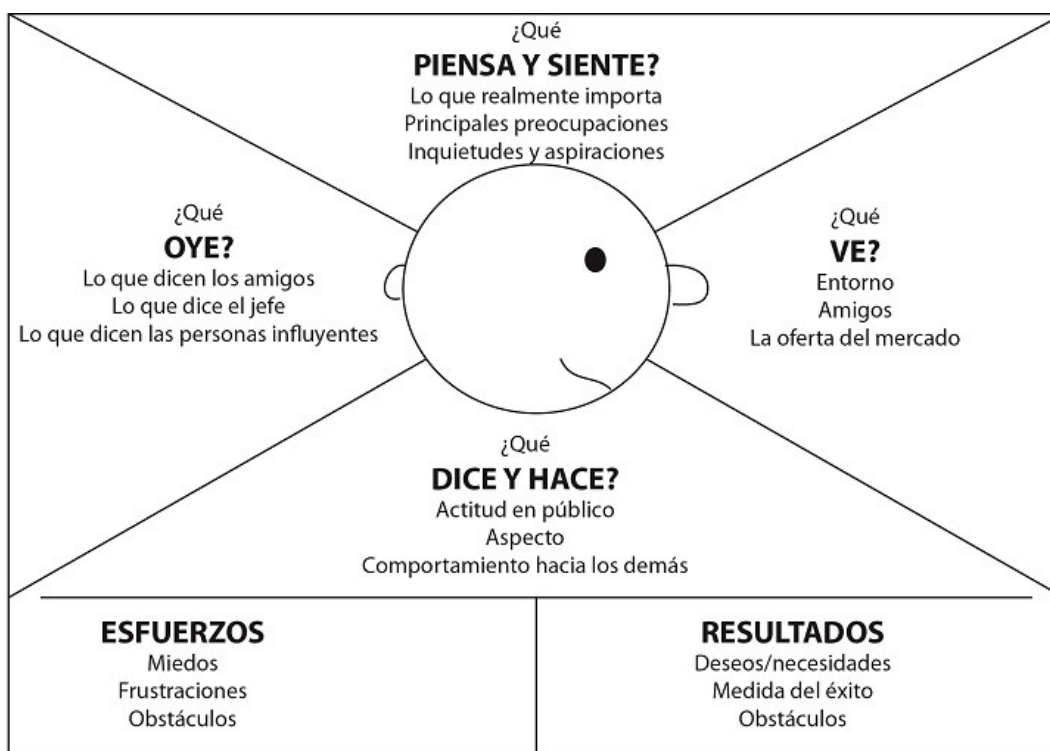 ¿Qué
PIENSA Y SIENTE?
Lo que realmente importa
Principales preocupaciones
Inquietudes y aspiraciones
¿Qué
OYE?
Lo que dicen los amigos
Lo que dice el jefe
Lo que dicen las personas influyentes
¿Qué
VE?
Entorno
Amigos
La oferta del mercado
¿Qué
DICE Y HACE?
Actitud en público
Aspecto
Comportamiento hacia los demás
ESFUERZOS
Miedos
Frustraciones
Obstáculos
RESULTADOS
Deseos/necesidades
Medida del éxito
Obstáculos